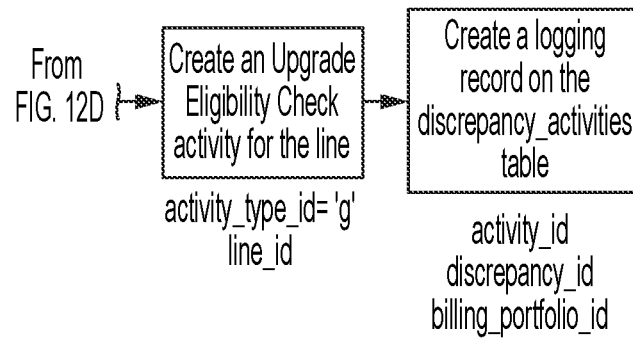 From
FIG. 12D
Create an Upgrade
Eligibility Check
activity for the line
activity_type_id= 'g'
line_id
Create a logging
record on the
discrepancy_activities
table
activity_id
discrepancy_id
billing_portfolio_id